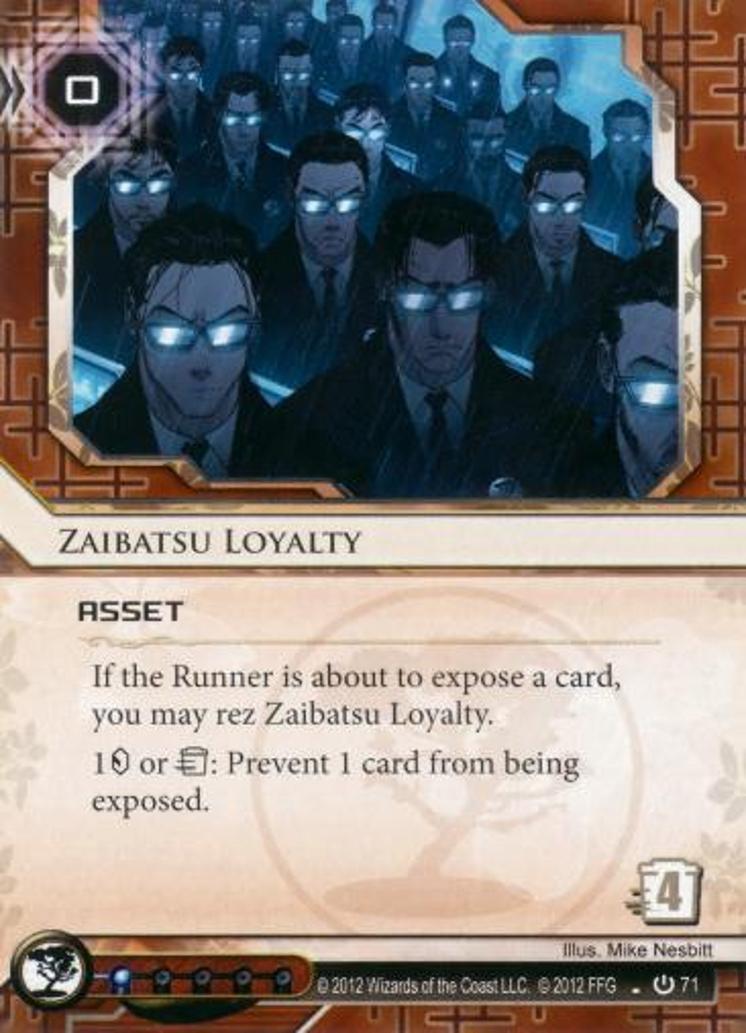 0
ZAIBATSU LOYALTY
ASSET
If the Runner is about to expose a card,
you may rez Zaibatsu Loyalty.
1 or : Prevent 1 card from being
exposed.
4
Illus. Mike Nesbitt
© 2012 Wizards of the Coast LLC. © 2012 FFG 71